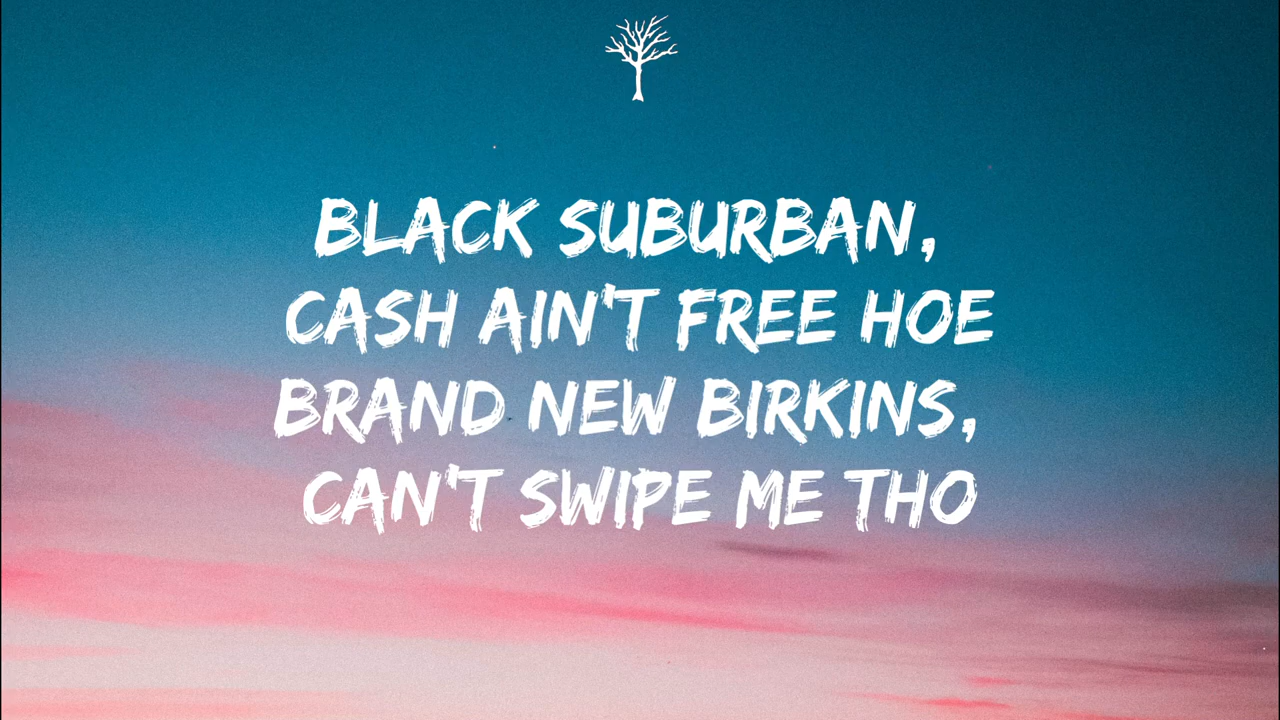 BLACK SUBURBAN,
CASH AIN'T FREE HOE
BRAND NEW BIRKINS,
CAN'T SWIPE ME THO